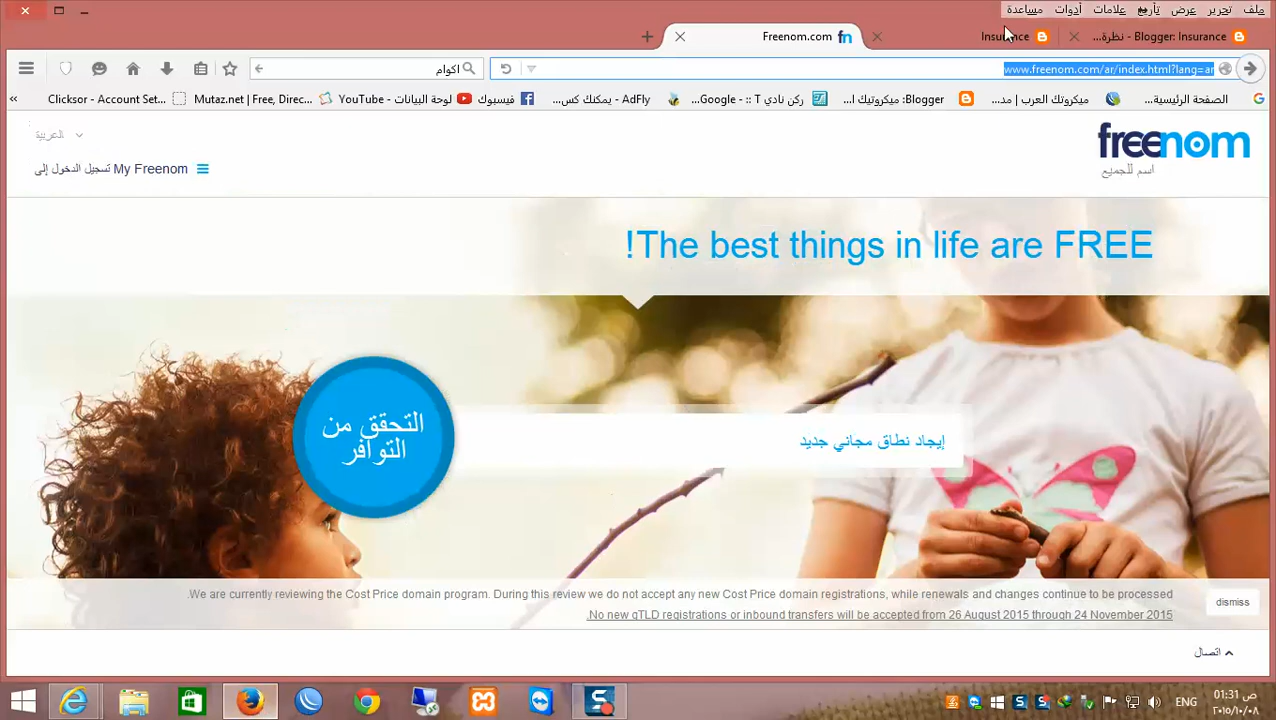 ملف تحرير عرض تأريخ علامات أدوات مساعدة
Blogger: Insurance - نظرة...
Insurance
Freenom.com
www.freenom.com/ar/index.html?lang=ar
اكوام
الصفحة الرئيسية...
ميكروتك العرب | مد...
Blogger: ميكروتيك ا...
ركن نادي Google - :: T...
AdFly - يمكنك كس...
فيسبوك
لوحة البيانات - YouTube
Mutaz.net | Free, Direc...
Clicksor - Account Set...
freenom
اسم للجميع
العربية
تسجيل الدخول إلى My Freenom
The best things in life are FREE!
إيجاد نطاق مجاني جديد
التحقق من
التوافر
We are currently reviewing the Cost Price domain program. During this review we do not accept any new Cost Price domain registrations, while renewals and changes continue to be processed.
No new gTLD registrations or inbound transfers will be accepted from 26 August 2015 through 24 November 2015.
dismiss
اتصال
ENG
01:31 ص
٢٠١٥/١٠/٠٨